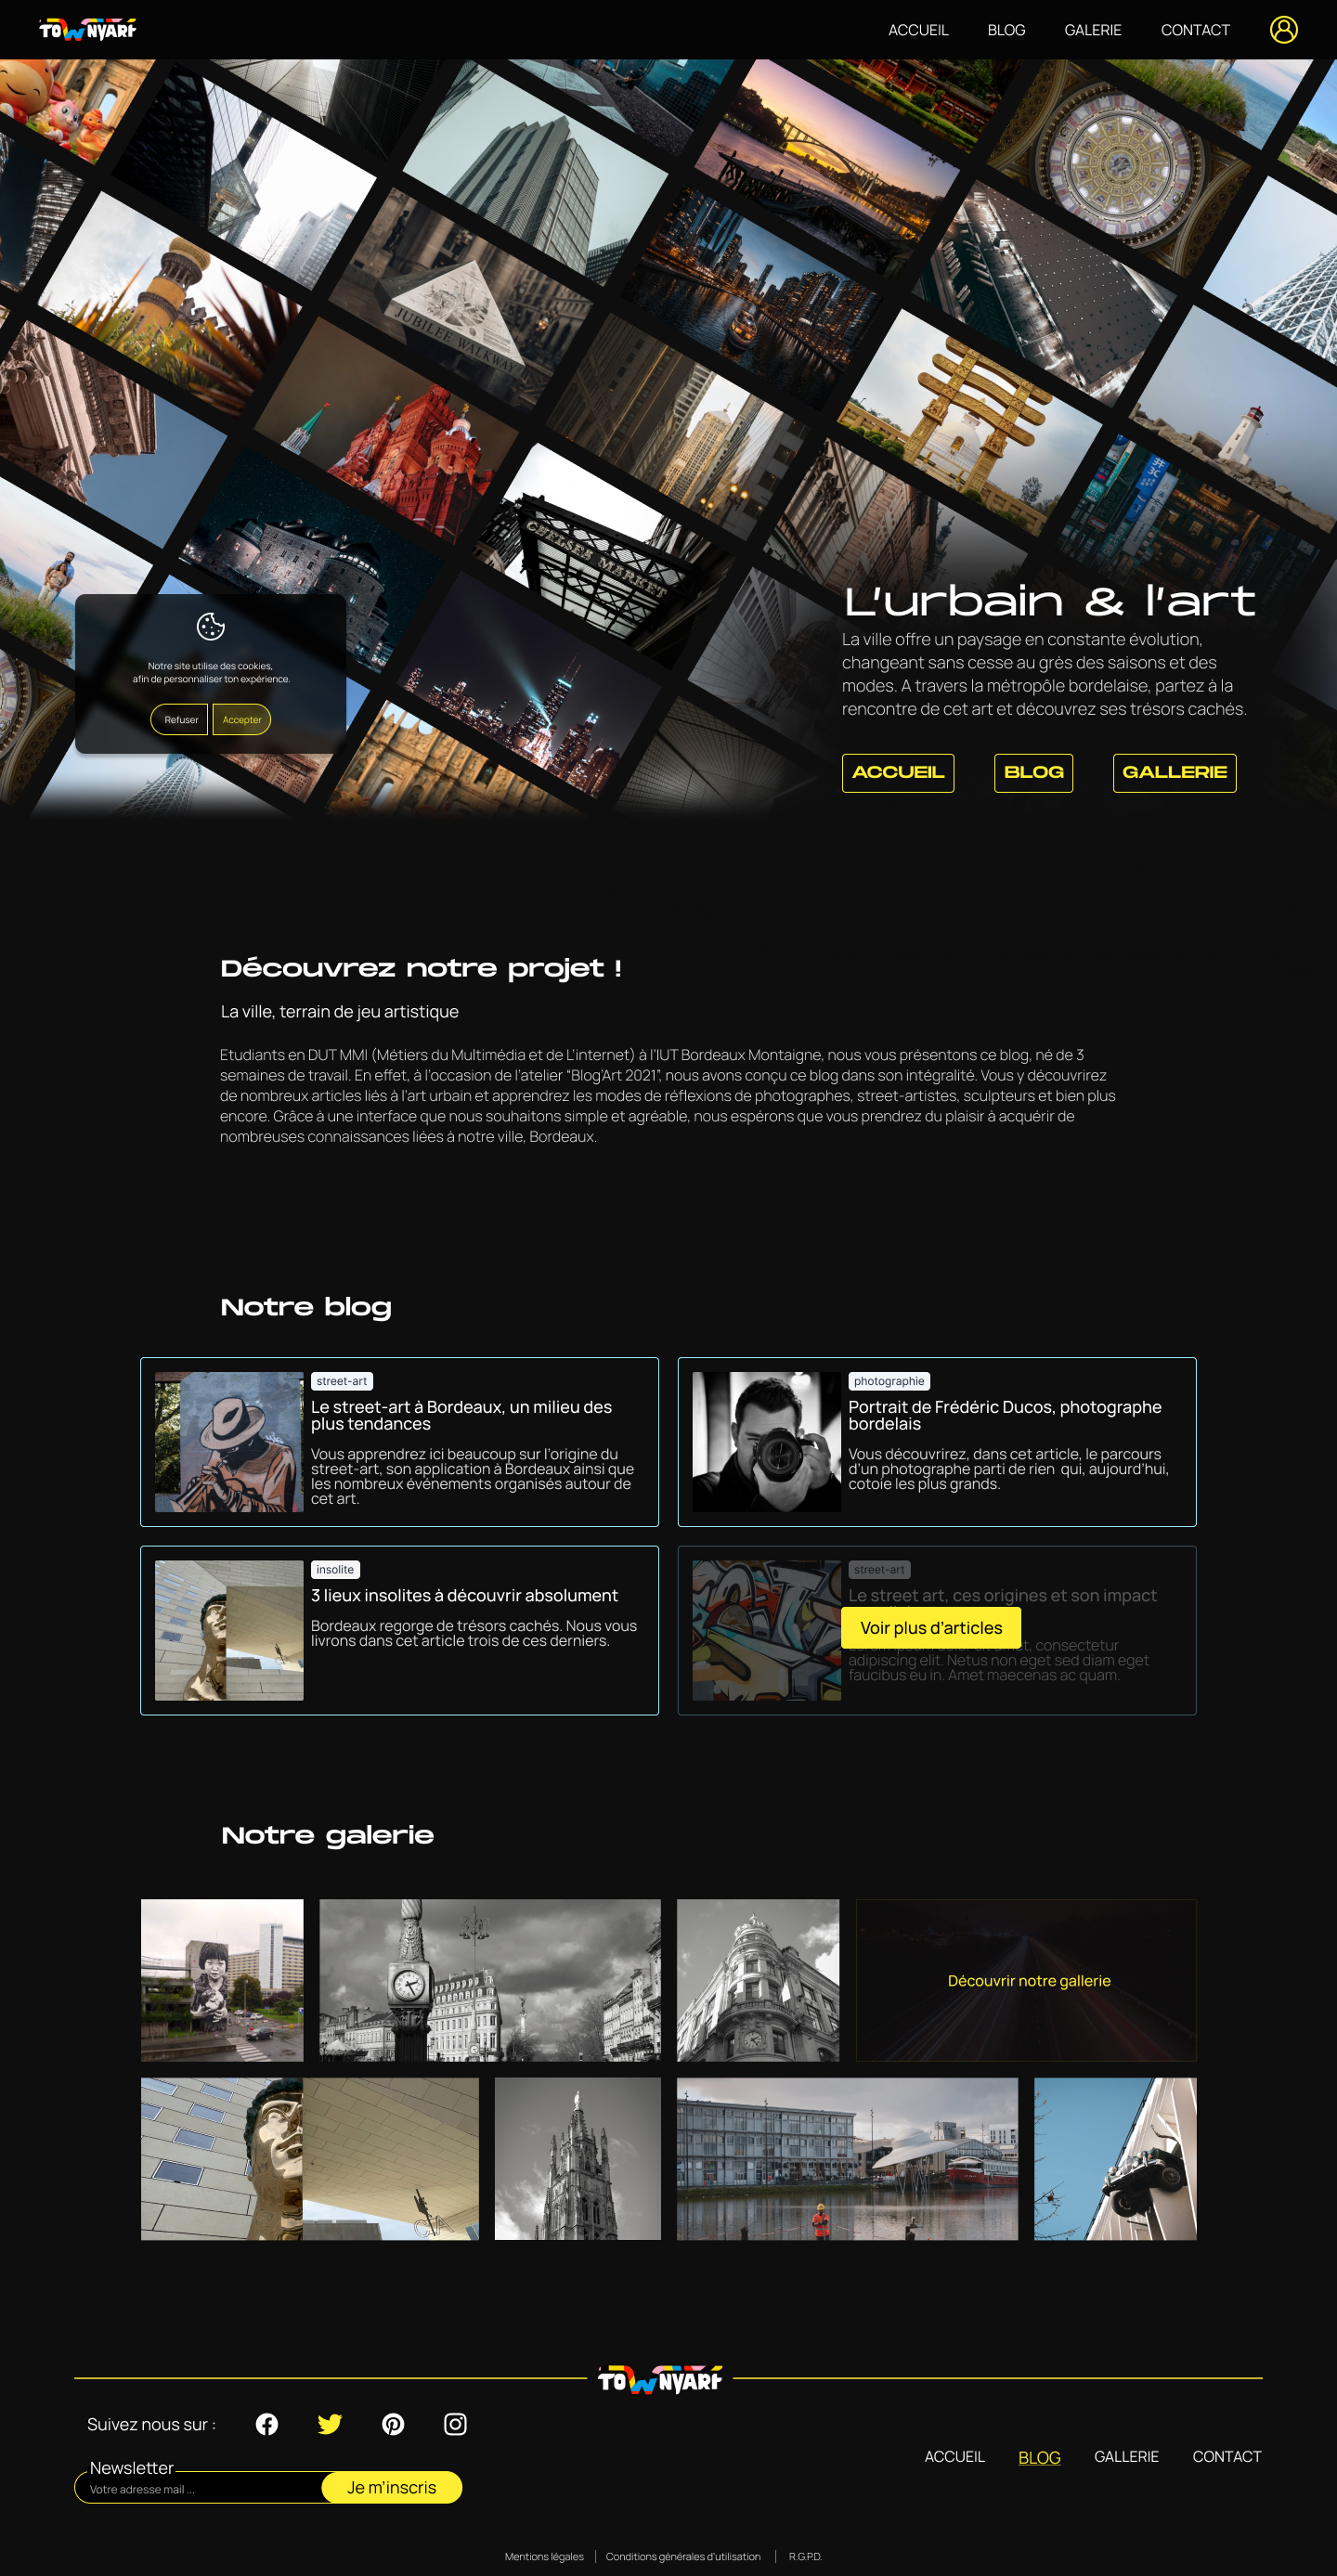 TOWNYARF
ACCUEIL
BLOG
GALERIE
CONTACT
JUBILEE WALKWAY
CHELSEA MARKET
Notre site utilise des cookies,
afin de personnaliser ton expérience.
Refuser
Accepter
L'urbain & l'art
La ville offre un paysage en constante évolution,
changeant sans cesse au grès des saisons et des
modes. A travers la métropôle bordelaise, partez à la
rencontre de cet art et découvrez ses trésors cachés.
ACCUEIL
BLOG
GALLERIE
Découvrez notre projet !
La ville, terrain de jeu artistique
Etudiants en DUT MMI (Métiers du Multimédia et de L'internet) à l'IUT Bordeaux Montaigne, nous vous présentons ce blog, né de 3
semaines de travail. En effet, à l'occasion de l'atelier “Blog'Art 2021”, nous avons conçu ce blog dans son intégralité. Vous y découvrirez
de nombreux articles liés à l'art urbain et apprendrez les modes de réflexions de photographes, street-artistes, sculpteurs et bien plus
encore. Grâce à une interface que nous souhaitons simple et agréable, nous espérons que vous prendrez du plaisir à acquérir de
nombreuses connaissances liées à notre ville, Bordeaux.
Notre blog
street-art
Le street-art à Bordeaux, un milieu des
plus tendances
Vous apprendrez ici beaucoup sur l'origine du
street-art, son application à Bordeaux ainsi que
les nombreux événements organisés autour de
cet art.
photographie
Portrait de Frédéric Ducos, photographe
bordelais
Vous découvrirez, dans cet article, le parcours
d'un photographe parti de rien qui, aujourd'hui,
cotoie les plus grands.
insolite
3 lieux insolites à découvrir absolument
Bordeaux regorge de trésors cachés. Nous vous
livrons dans cet article trois de ces derniers.
street-art
Le street art, ces origines et son impact
Voir plus d'articles
consectetur
adipiscing elit. Netus non eget sed diam eget
faucibus eu in. Amet maecenas ac quam.
Notre galerie
Découvrir notre gallerie
TOWNYARF
Suivez nous sur :
Newsletter
Votre adresse mail ...
Je m'inscris
ACCUEIL
BLOG
GALLERIE
CONTACT
Mentions légales
Conditions générales d'utilisation
R.G.P.D.